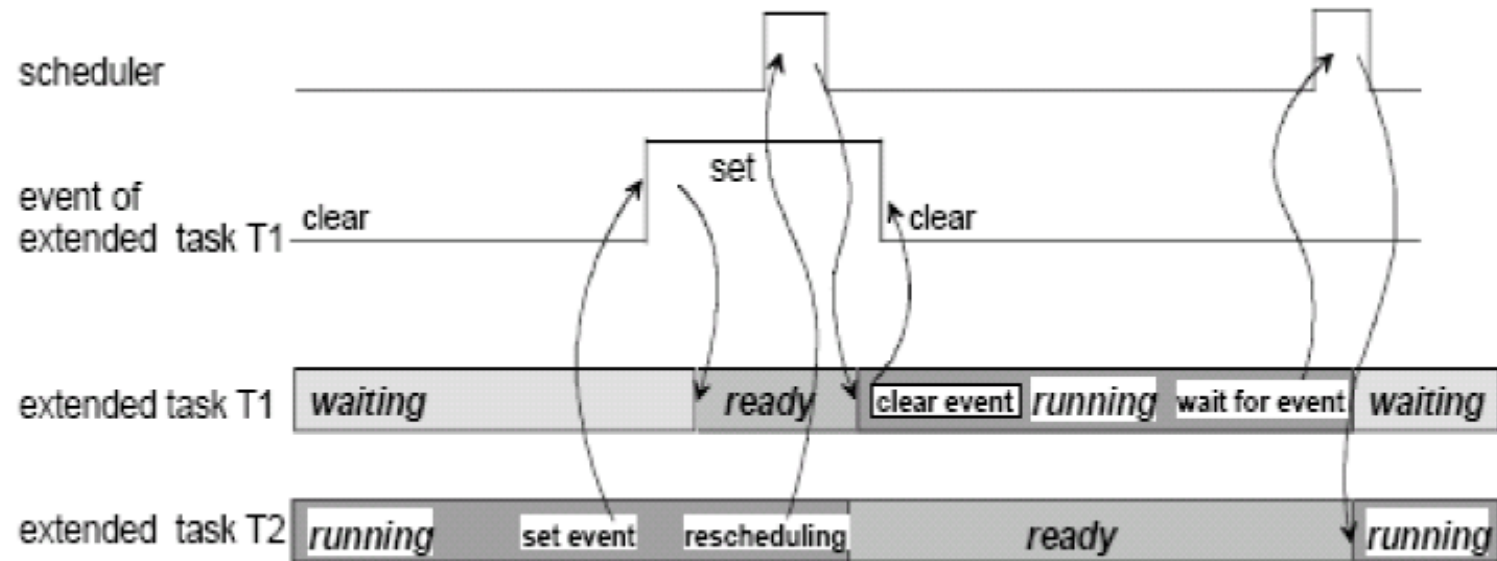 scheduler
set
event of
extended task T1
clear
clear
extended task T1
waiting
ready
clear event
running
wait for event
waiting
extended task T2
running
set event
rescheduling
ready
running